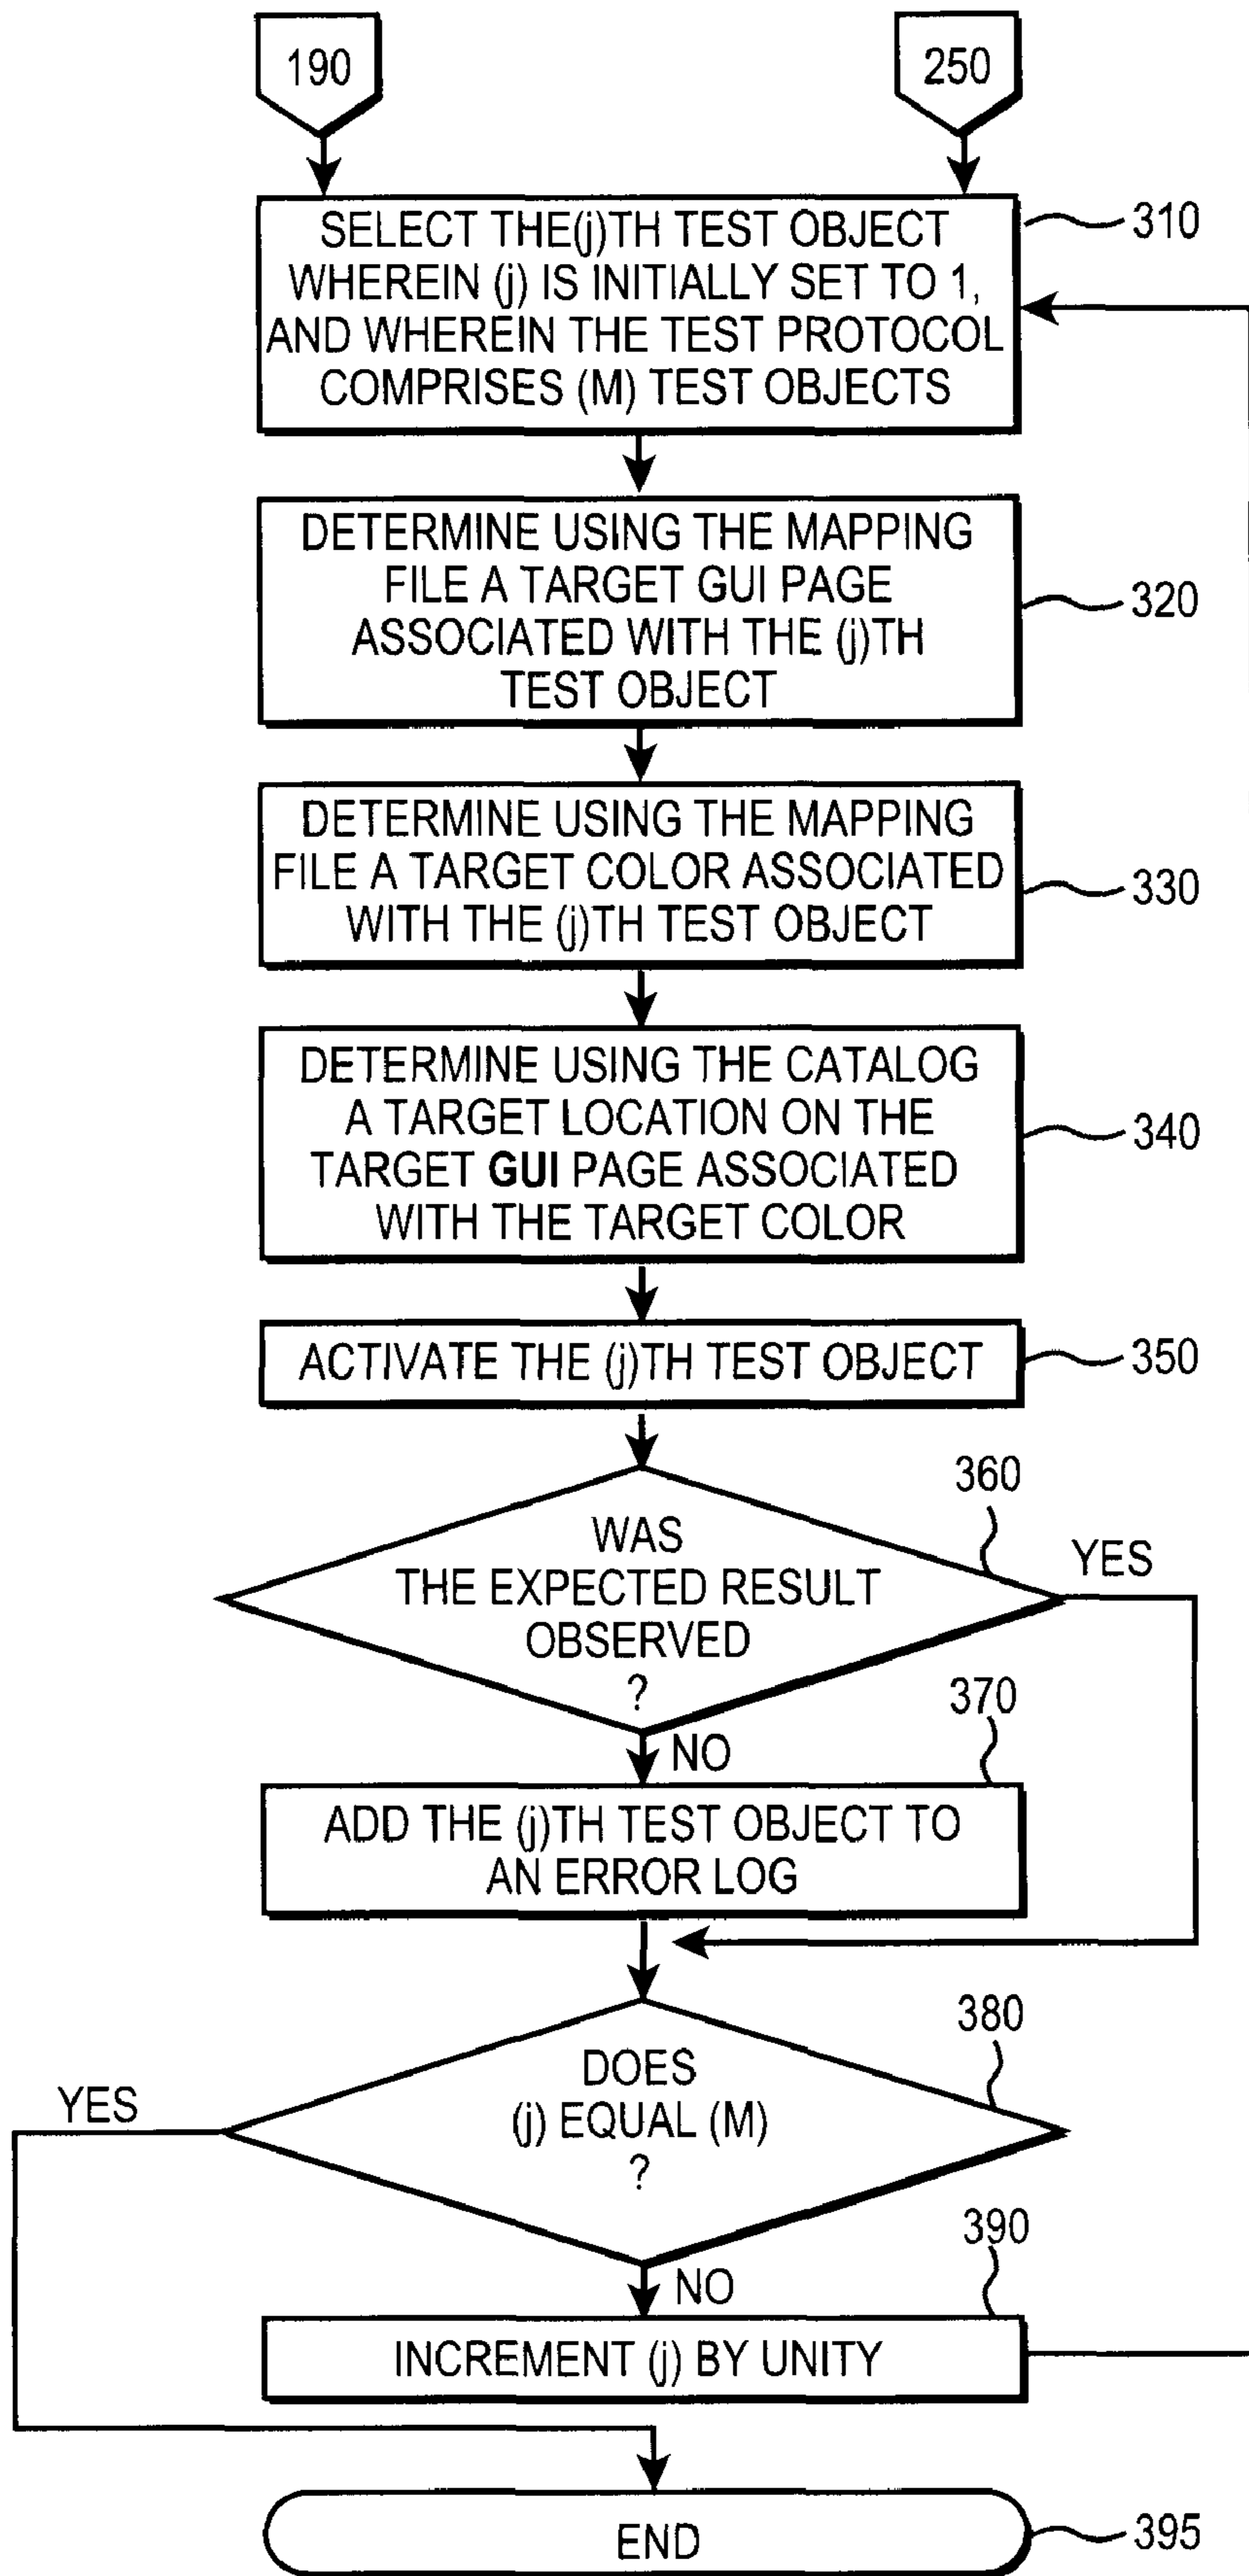 190
250
SELECT THE(j)TH TEST OBJECT
WHEREIN (j) IS INITIALLY SET TO 1,
AND WHEREIN THE TEST PROTOCOL
COMPRISES (M) TEST OBJECTS
310
DETERMINE USING THE MAPPING
FILE A TARGET GUI PAGE
ASSOCIATED WITH THE (j)TH
TEST OBJECT
320
DETERMINE USING THE MAPPING
FILE A TARGET COLOR ASSOCIATED
WITH THE (j)TH TEST OBJECT
330
DETERMINE USING THE CATALOG
A TARGET LOCATION ON THE
TARGET GUI PAGE ASSOCIATED
WITH THE TARGET COLOR
340
ACTIVATE THE (j)TH TEST OBJECT
350
360
WAS
THE EXPECTED RESULT
OBSERVED
?
YES
NO
370
ADD THE (j)TH TEST OBJECT TO
AN ERROR LOG
380
DOES
(j) EQUAL (M)
?
YES
NO
390
INCREMENT (j) BY UNITY
END
395